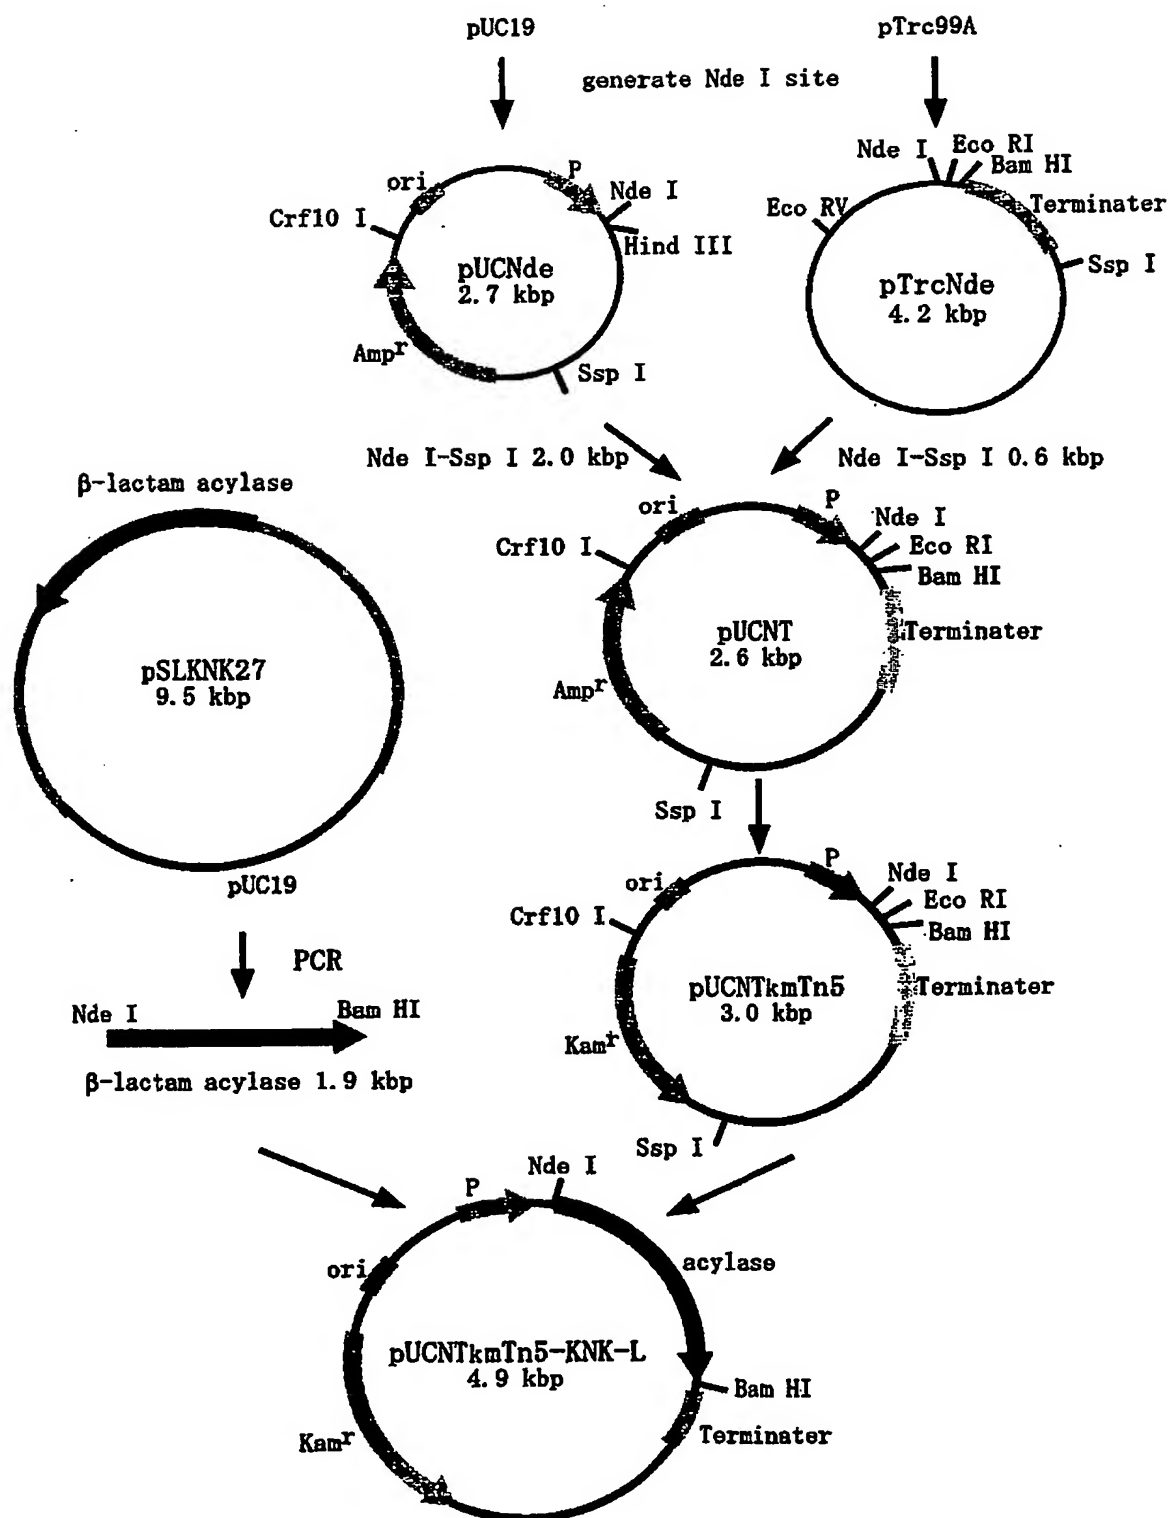 pUC19
pTrc99A
generate Nde I site
P
ori
Nde I
Crf10 I
Hind III
pUCNde
2.7 kbp
Ampr
Ssp I
Nde I
Eco RI
Bam HI
Eco RV
Terminater
Ssp I
pTrcNde
4.2 kbp
Nde I-Ssp I 2.0 kbp
Nde I-Ssp I 0.6 kbp
β-lactam acylase
pSLKNK27
9.5 kbp
pUC19
ori
P
Nde I
Eco RI
Bam HI
Crf10 I
Terminater
pUCNT
2.6 kbp
Ampr
Ssp I
PCR
Nde I
Bam HI
β-lactam acylase 1.9 kbp
P
ori
Nde I
Eco RI
Bam HI
Crf10 I
pUCNTkmTn5
3.0 kbp
Terminater
Kamr
Ssp I
P
Nde I
ori
acylase
pUCNTkmTn5-KNK-L
4.9 kbp
Bam HI
Terminater
Kamr